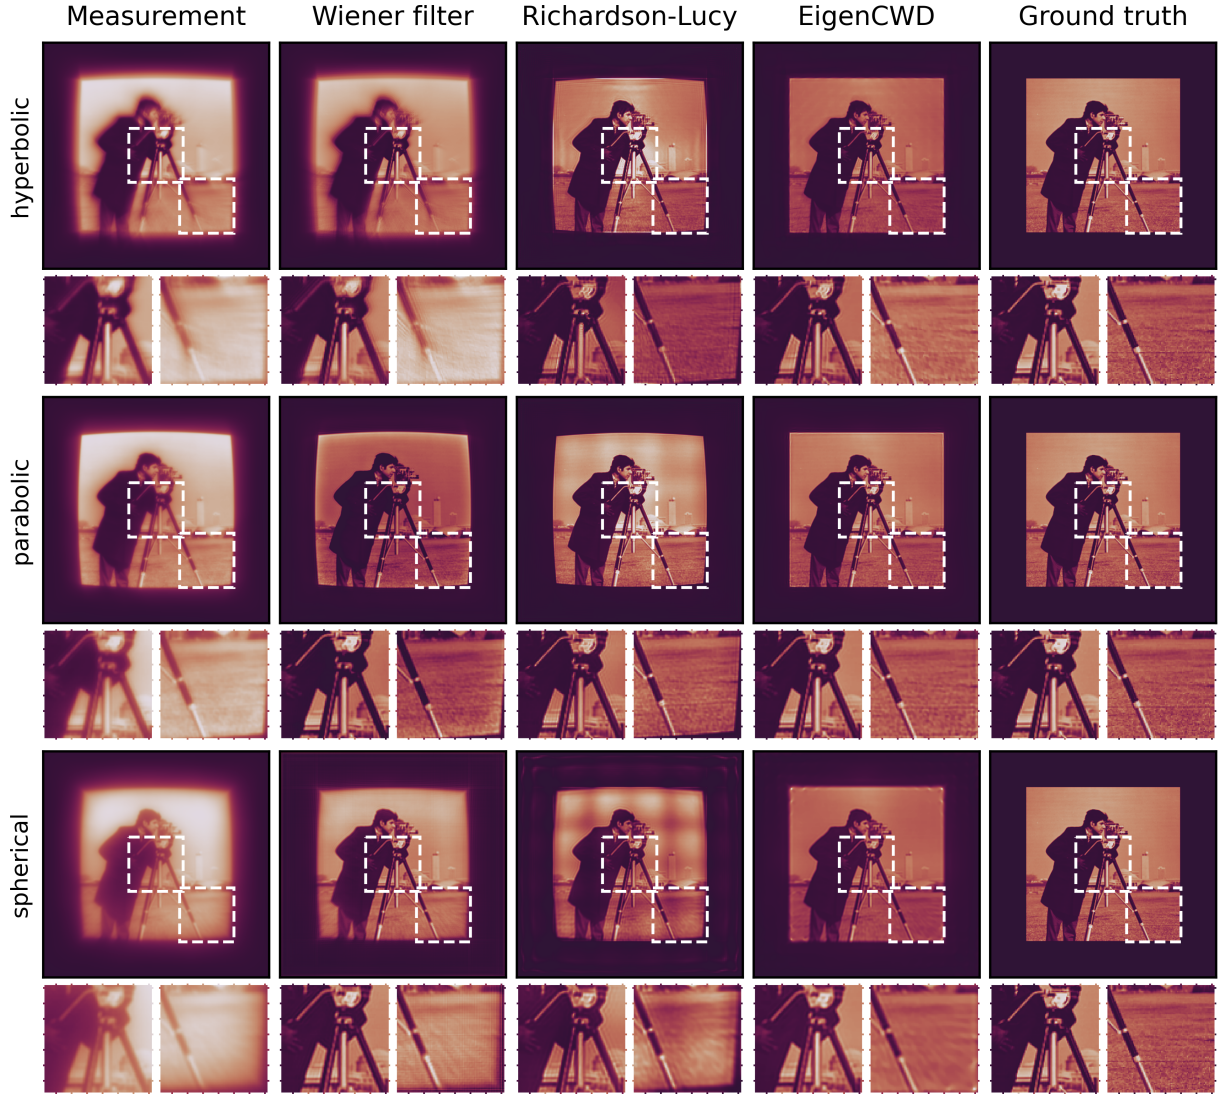 Measurement Wiener filter Richardson-Lucy EigenCWD Ground truth
hyperbolic
parabolic
spherical